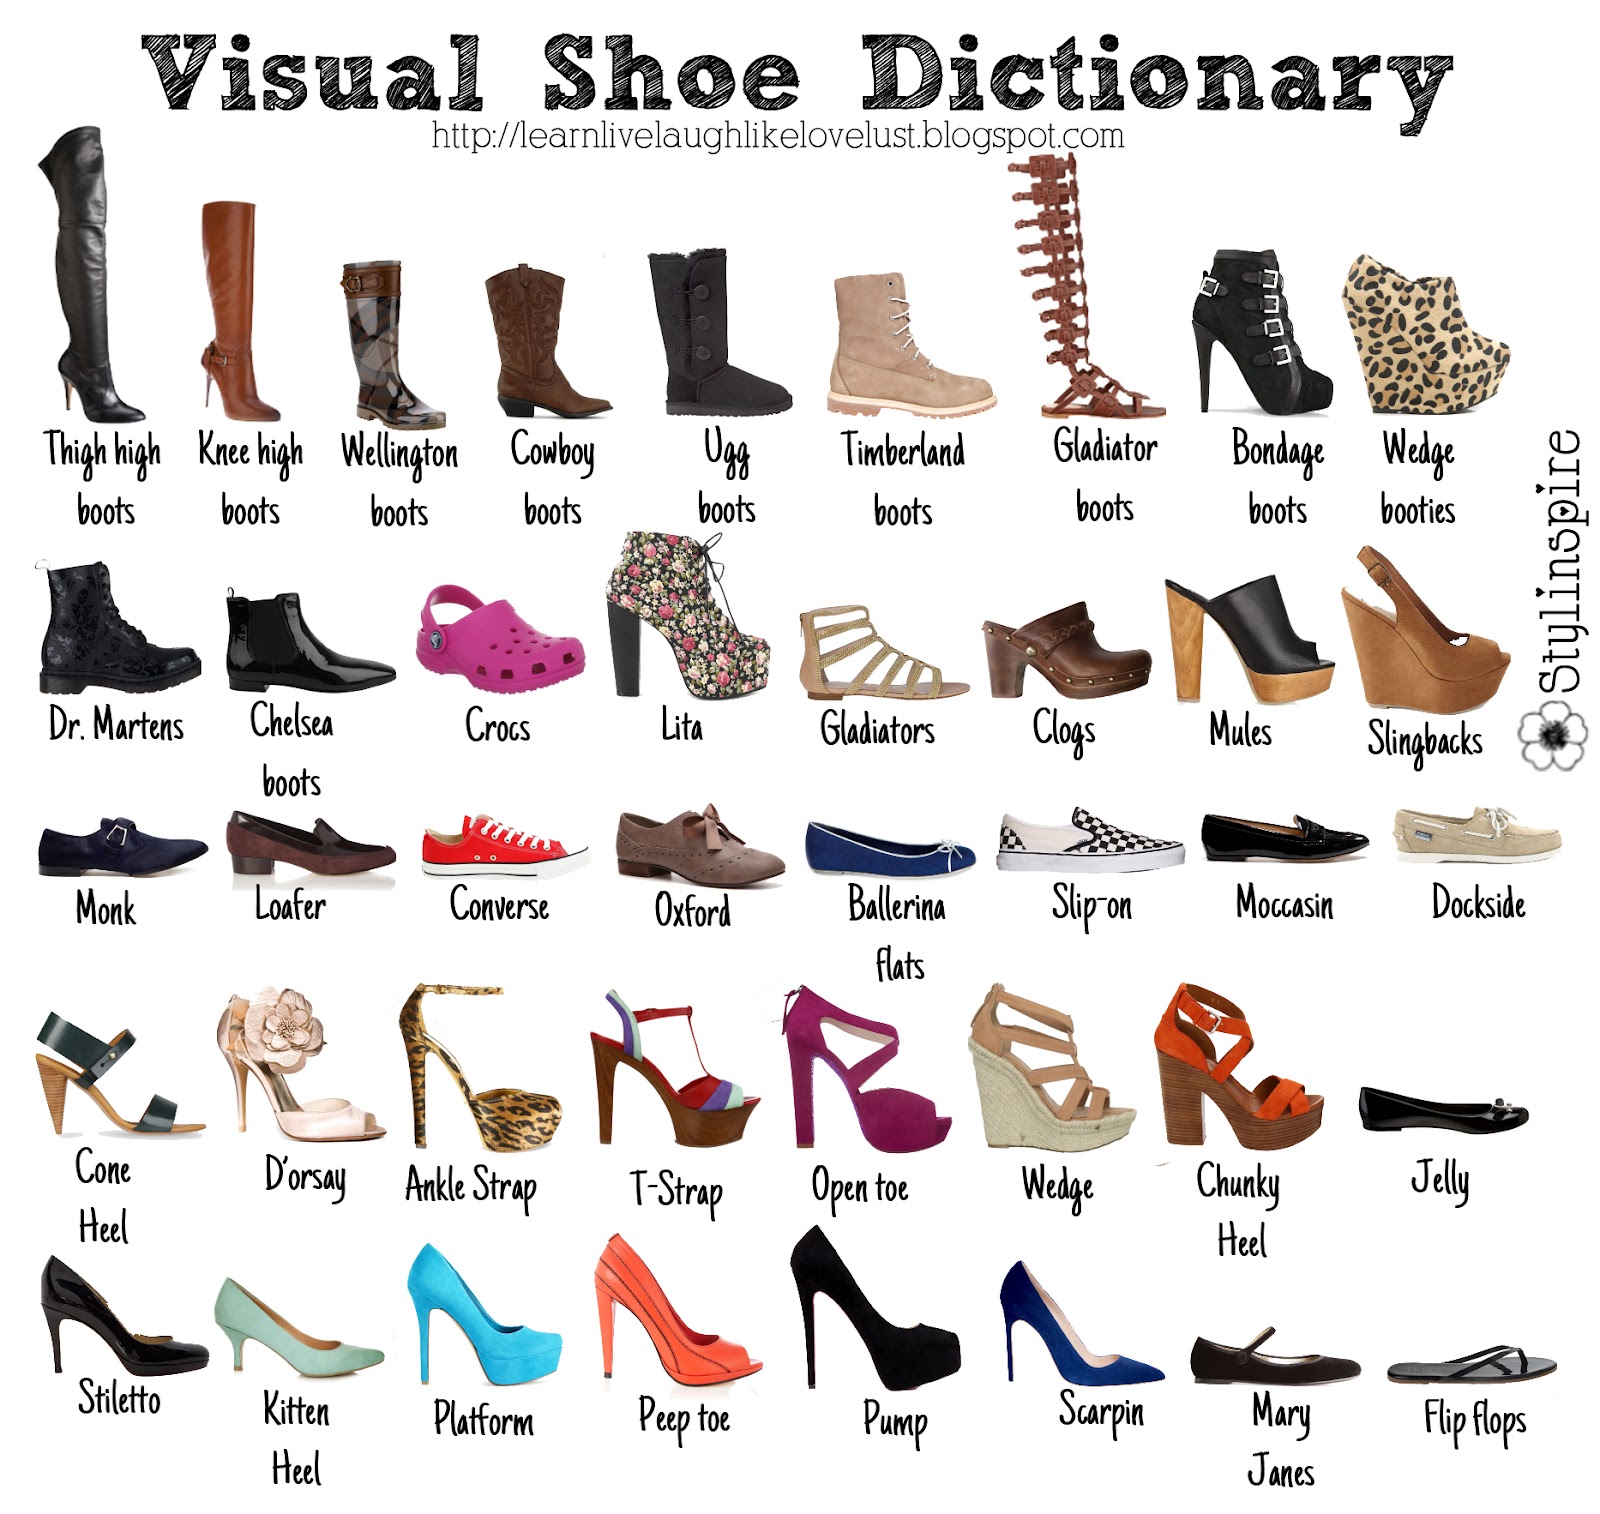 Visual Shoe Dictionary
http://learnlivelaughlikelovelust.blogspot.com
Thigh high boots
Knee high boots
Wellington boots
Cowboy boots
Ugg boots
Timberland boots
Gladiator boots
Bondage boots
Wedge booties
Stylinspire
Dr. Martens
Chelsea boots
Crocs
Lita
Gladiators
Clogs
Mules
Slingbacks
Monk
Loafer
Converse
Oxford
Ballerina flats
Slip-on
Moccasin
Dockside
Cone Heel
D'orsay
Ankle Strap
T-Strap
Open toe
Wedge
Chunky Heel
Jelly
Stiletto
Kitten Heel
Platform
Peep toe
Pump
Scarpin
Mary Janes
Flip flops